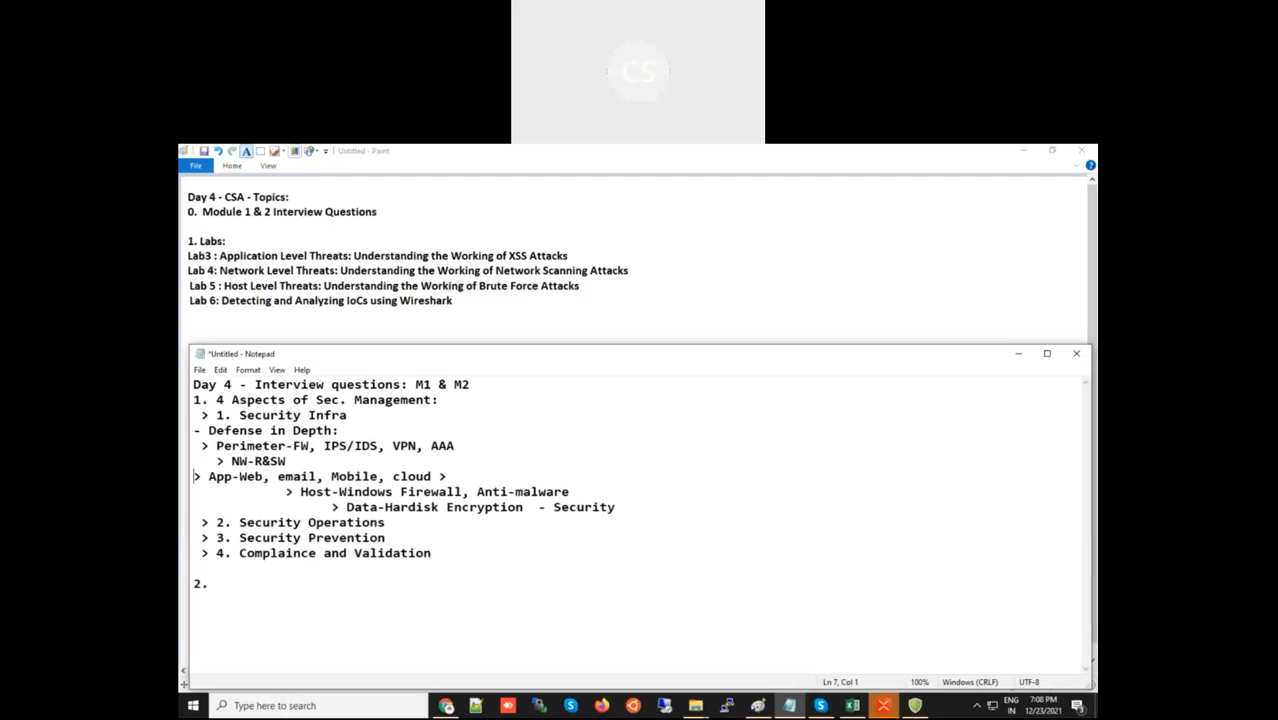 CS
Untitled - Paint
File Home View
Day 4 - CSA - Topics:
0. Module 1 & 2 Interview Questions
1. Labs:
Lab3 : Application Level Threats: Understanding the Working of XSS Attacks
Lab 4: Network Level Threats: Understanding the Working of Network Scanning Attacks
Lab 5 : Host Level Threats: Understanding the Working of Brute Force Attacks
Lab 6: Detecting and Analyzing IoCs using Wireshark
*Untitled - Notepad
File Edit Format View Help
Day 4 - Interview questions: M1 & M2
1. 4 Aspects of Sec. Management:
> 1. Security Infra
- Defense in Depth:
> Perimeter-FW, IPS/IDS, VPN, AAA
> NW-R&SW
> App-Web, email, Mobile, cloud >
> Host-Windows Firewall, Anti-malware
> Data-Hardisk Encryption - Security
> 2. Security Operations
> 3. Security Prevention
> 4. Complaince and Validation
2.
Ln 7, Col 1 100% Windows (CRLF) UTF-8
Type here to search
ENG
IN
7:08 PM
12/23/2021
3